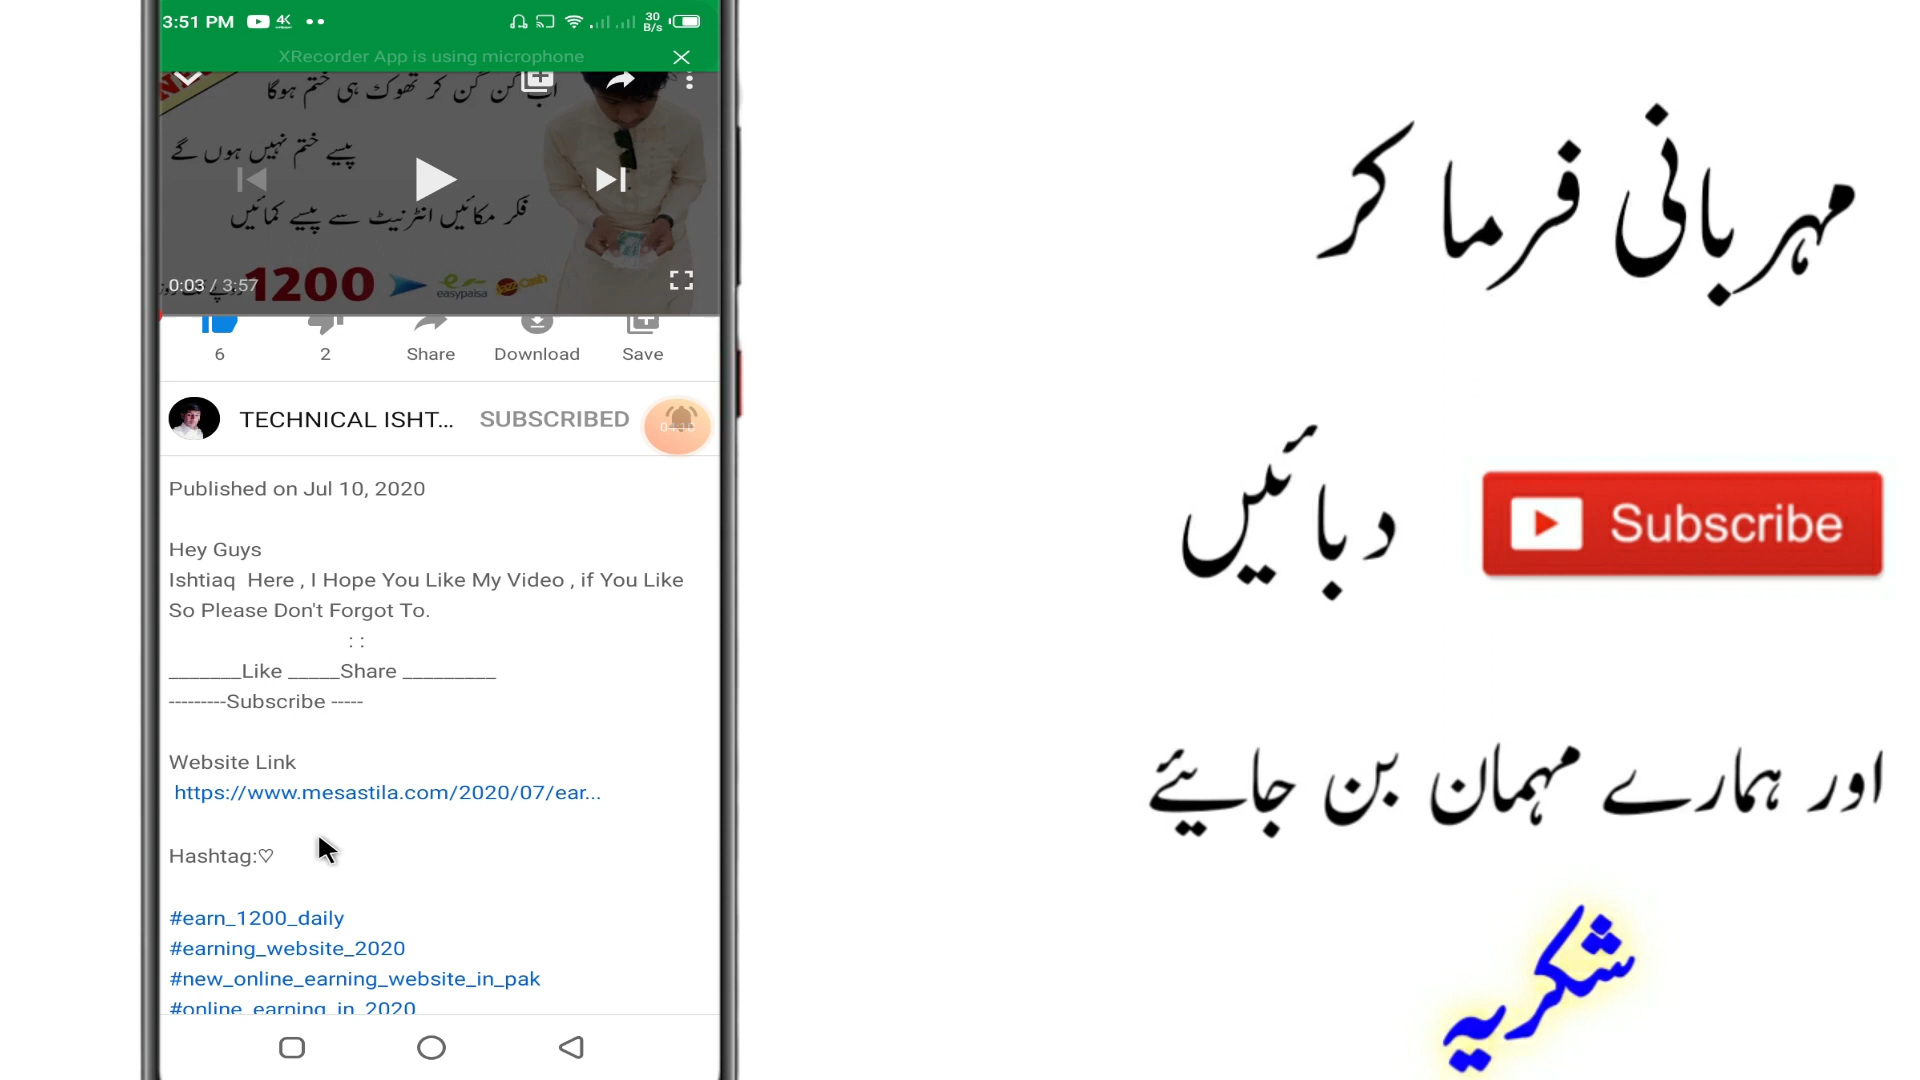 3:51 PM 4K 30 B/s
XRecorder App is using microphone
اب گن گن کر تھوک ہی ختم ہوگا
پیسے ختم نہیں ہوں گے
فکر مکائیں انٹرنیٹ سے پیسے کمائیں
1200
easypaisa
0:03 / 3:57
6 2 Share Download Save
TECHNICAL ISHT... SUBSCRIBED
04:10
Published on Jul 10, 2020
Hey Guys
Ishtiaq Here , I Hope You Like My Video , if You Like
So Please Don't Forgot To.
: :
_______Like _____Share _________
---------Subscribe -----
Website Link
https://www.mesastila.com/2020/07/ear...
Hashtag:♡
#earn_1200_daily
#earning_website_2020
#new_online_earning_website_in_pak
#online_earning_in_2020
مہربانی فرما کر
Subscribe دبائیں
اور ہمارے مہمان بن جایئے
شکریہ